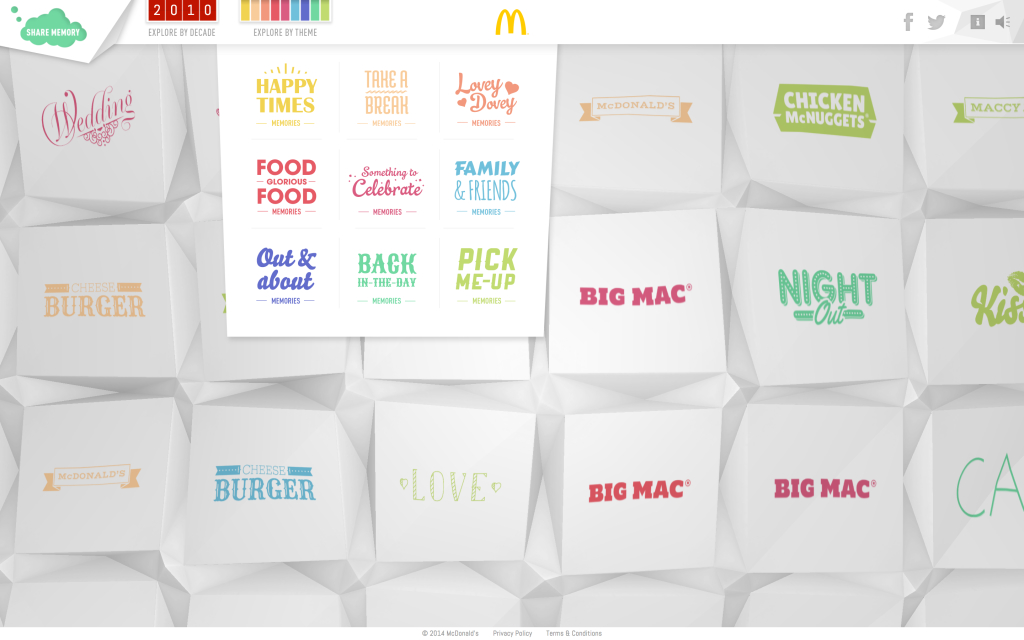 SHARE MEMORY
2010
EXPLORE BY DECADE
EXPLORE BY THEME
HAPPY
TIMES
MEMORIES
TAKE A
BREAK
MEMORIES
Lovey
Dovey
MEMORIES
FOOD
GLORIOUS
FOOD
MEMORIES
Something to
Celebrate
MEMORIES
FAMILY
& FRIENDS
MEMORIES
Out &
about
MEMORIES
BACK
IN-THE-DAY
MEMORIES
PICK
ME-UP
MEMORIES
Wedding
McDONALD'S
CHICKEN
McNUGGETS®
MACCY
CHEESE
BURGER
BIG MAC®
NIGHT
Out
Kiss
McDONALD'S
CHEESE
BURGER
LOVE
BIG MAC®
BIG MAC®
CA
© 2014 McDonald's Privacy Policy Terms & Conditions